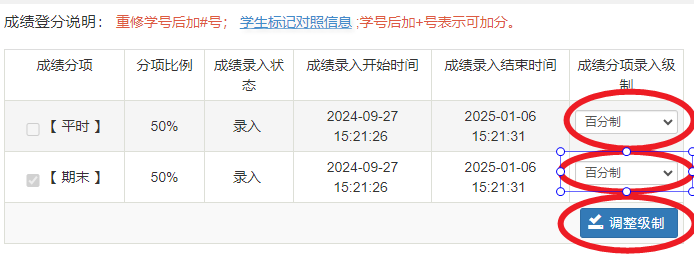 成绩登分说明： 重修学号后加#号； 学生标记对照信息 ;学号后加+号表示可加分。
成绩分项 分项比例 成绩录入状态 成绩录入开始时间 成绩录入结束时间 成绩分项录入级制
【 平时 】 50% 录入 2024-09-27 15:21:26 2025-01-06 15:21:31 百分制
【 期末 】 50% 录入 2024-09-27 15:21:26 2025-01-06 15:21:31 百分制
调整级制